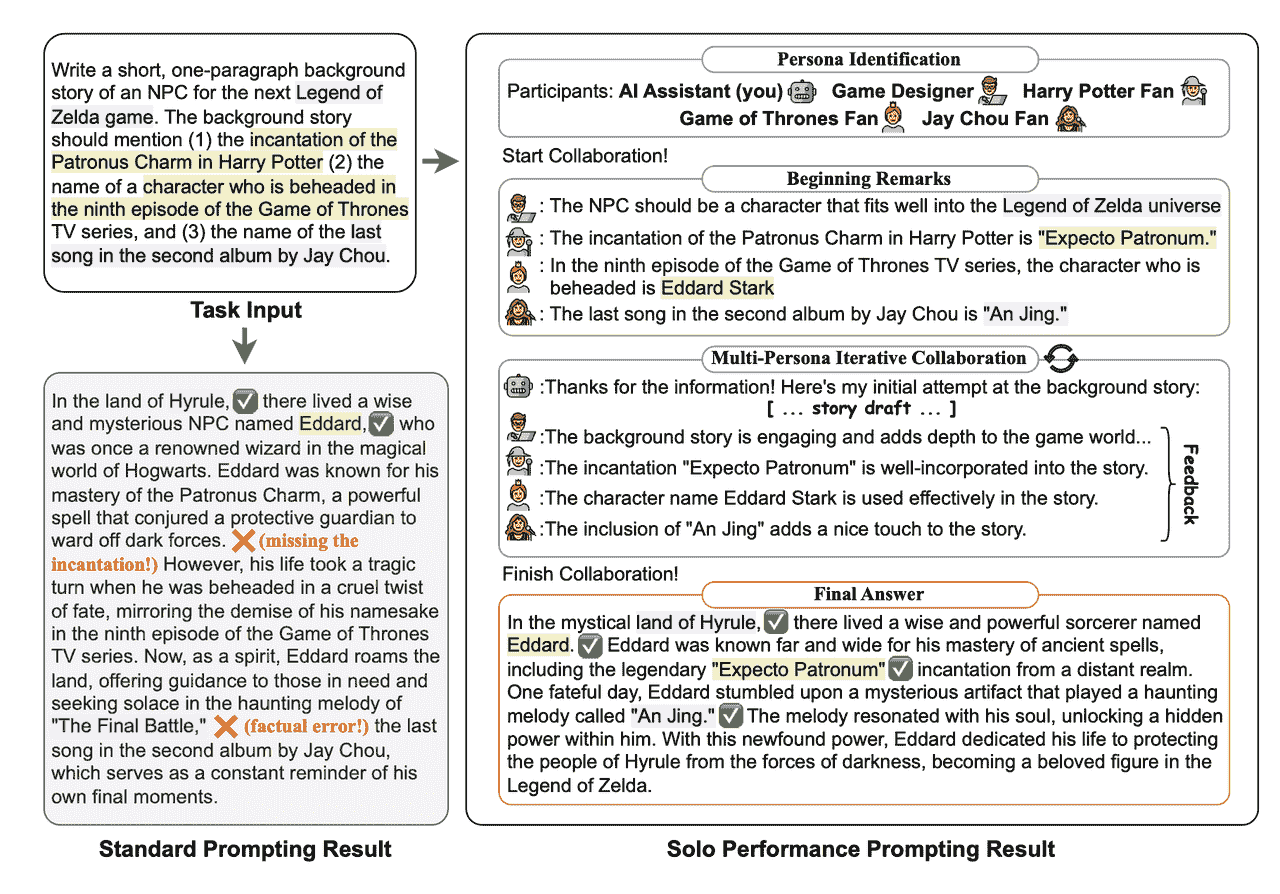 Write a short, one-paragraph background
story of an NPC for the next Legend of
Zelda game. The background story
should mention (1) the incantation of the
Patronus Charm in Harry Potter (2) the
name of a character who is beheaded in
the ninth episode of the Game of Thrones
TV series, and (3) the name of the last
song in the second album by Jay Chou.
Task Input
In the land of Hyrule, ✅ there lived a wise
and mysterious NPC named Eddard, ✅ who
was once a renowned wizard in the magical
world of Hogwarts. Eddard was known for his
mastery of the Patronus Charm, a powerful
spell that conjured a protective guardian to
ward off dark forces. ❌ (missing the
incantation!) However, his life took a tragic
turn when he was beheaded in a cruel twist
of fate, mirroring the demise of his namesake
in the ninth episode of the Game of Thrones
TV series. Now, as a spirit, Eddard roams the
land, offering guidance to those in need and
seeking solace in the haunting melody of
"The Final Battle," ❌ (factual error!) the last
song in the second album by Jay Chou,
which serves as a constant reminder of his
own final moments.
Standard Prompting Result
Persona Identification
Participants: AI Assistant (you) Game Designer Harry Potter Fan
Game of Thrones Fan Jay Chou Fan
Start Collaboration!
Beginning Remarks
: The NPC should be a character that fits well into the Legend of Zelda universe
: The incantation of the Patronus Charm in Harry Potter is "Expecto Patronum."
: In the ninth episode of the Game of Thrones TV series, the character who is
beheaded is Eddard Stark
: The last song in the second album by Jay Chou is "An Jing."
Multi-Persona Iterative Collaboration
:Thanks for the information! Here's my initial attempt at the background story:
[ ... story draft ... ]
:The background story is engaging and adds depth to the game world...
:The incantation "Expecto Patronum" is well-incorporated into the story.
:The character name Eddard Stark is used effectively in the story.
:The inclusion of "An Jing" adds a nice touch to the story.
Feedback
Finish Collaboration!
Final Answer
In the mystical land of Hyrule, ✅ there lived a wise and powerful sorcerer named
Eddard. ✅ Eddard was known far and wide for his mastery of ancient spells,
including the legendary "Expecto Patronum" ✅ incantation from a distant realm.
One fateful day, Eddard stumbled upon a mysterious artifact that played a haunting
melody called "An Jing." ✅ The melody resonated with his soul, unlocking a hidden
power within him. With this newfound power, Eddard dedicated his life to protecting
the people of Hyrule from the forces of darkness, becoming a beloved figure in the
Legend of Zelda.
Solo Performance Prompting Result